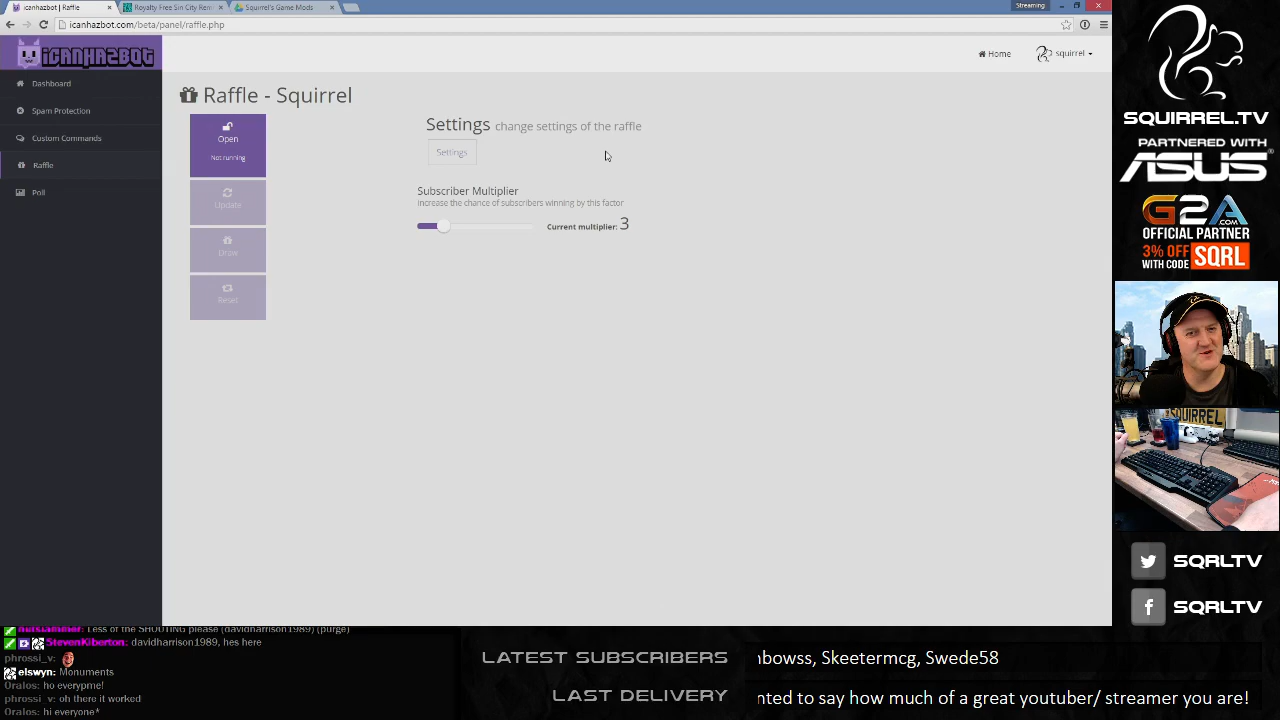 icanhazbot | Raffle
Royalty Free Sin City Rem
Squirrel's Game Mods
Streaming
icanhazbot.com/beta/panel/raffle.php
iCANHAZBOT
Home
squirrel
Dashboard
Spam Protection
Custom Commands
Raffle
Poll
Raffle - Squirrel
Open
Not running
Update
Draw
Reset
Settings change settings of the raffle
Settings
Subscriber Multiplier
Increase the chance of subscribers winning by this factor
Current multiplier: 3
SQUIRREL.TV
PARTNERED WITH
ASUS
G2A.COM
OFFICIAL PARTNER
3% OFF
WITH CODE
SQRL
SQUIRREL
SQRLTV
SQRLTV
Less of the SHOUTING please (davidharrison1989) (purge)
StevenKiberton: davidharrison1989, hes here
phrossi_v:
elswyn: Monuments
Oralos: ho everypme!
phrossi_v: oh there it worked
Oralos: hi everyone*
LATEST SUBSCRIBERS
nbowss, Skeetermcg, Swede58
LAST DELIVERY
nted to say how much of a great youtuber/ streamer you are!